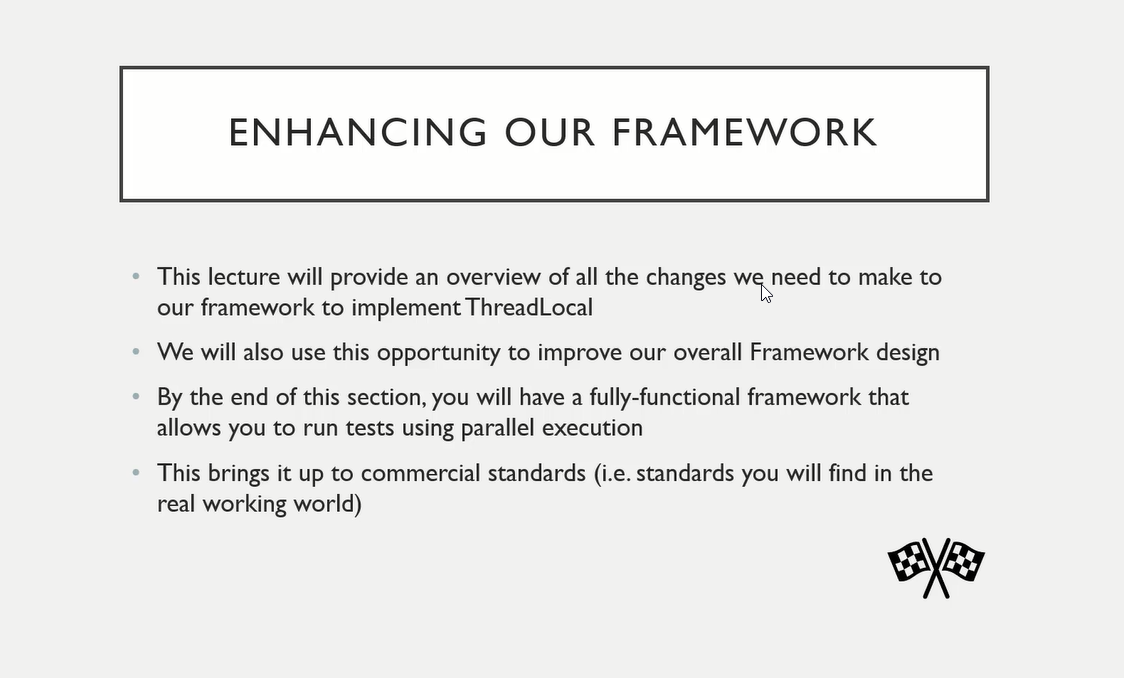 ENHANCING OUR FRAMEWORK
• This lecture will provide an overview of all the changes we need to make to
our framework to implement ThreadLocal
• We will also use this opportunity to improve our overall Framework design
• By the end of this section, you will have a fully-functional framework that
allows you to run tests using parallel execution
• This brings it up to commercial standards (i.e. standards you will find in the
real working world)